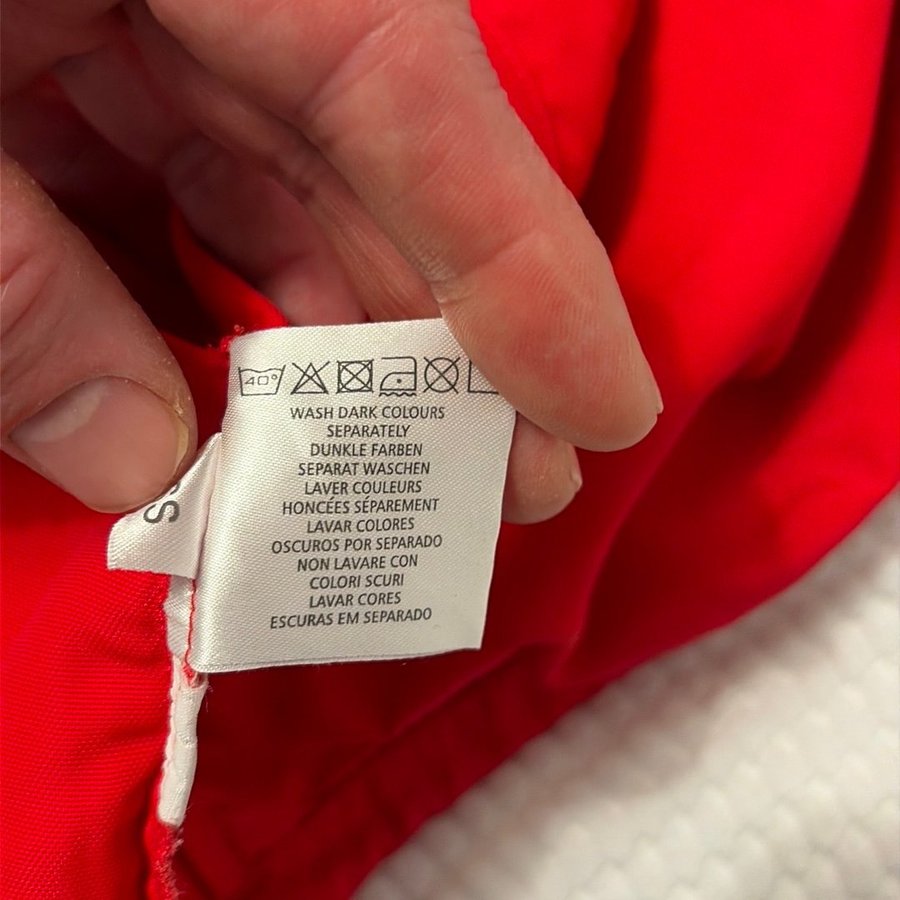 40°
WASH DARK COLOURS
SEPARATELY
DUNKLE FARBEN
SEPARAT WASCHEN
LAVER COULEURS
HONCÉES SÉPAREMENT
LAVAR COLORES
OSCUROS POR SEPARADO
NON LAVARE CON
COLORI SCURI
LAVAR CORES
ESCURAS EM SEPARADO